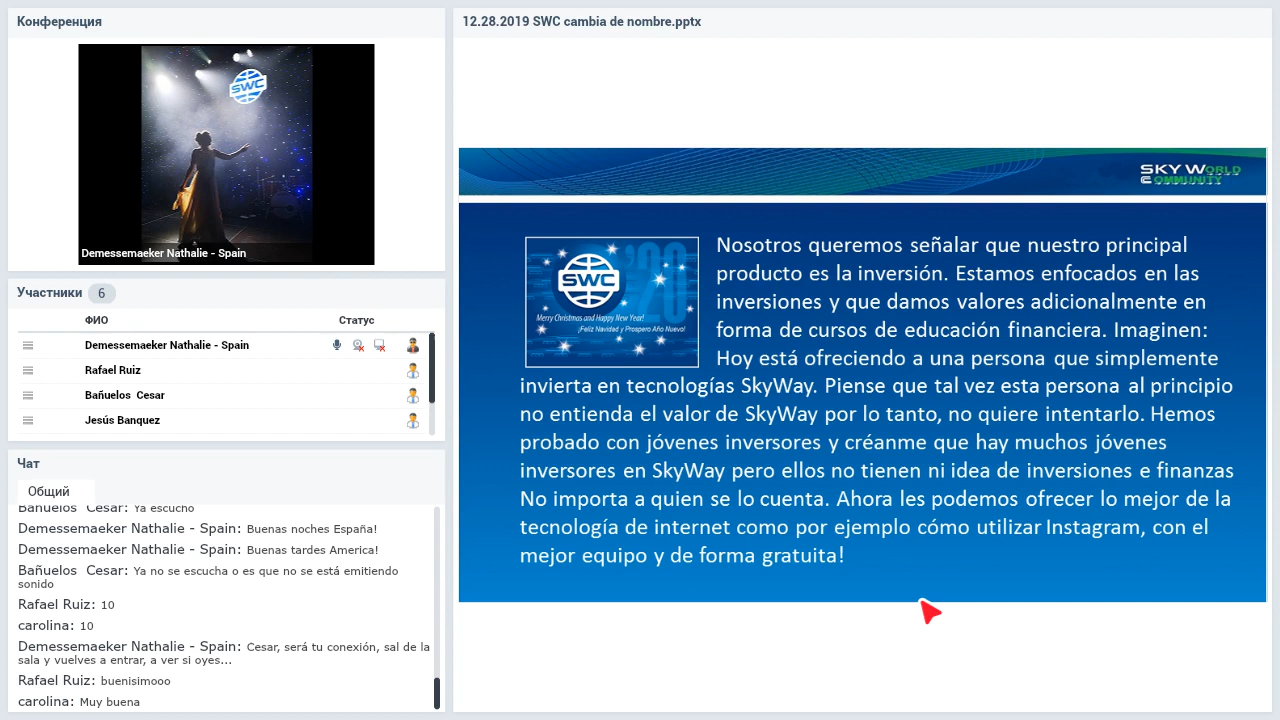 Конференция
SWC
Demessemaeker Nathalie - Spain
Участники 6
ФИО Статус
Demessemaeker Nathalie - Spain
Rafael Ruiz
Bañuelos Cesar
Jesús Banquez
Чат
Общий
Bañuelos Cesar: Ya escucho
Demessemaeker Nathalie - Spain: Buenas noches España!
Demessemaeker Nathalie - Spain: Buenas tardes America!
Bañuelos Cesar: Ya no se escucha o es que no se está emitiendo
sonido
Rafael Ruiz: 10
carolina: 10
Demessemaeker Nathalie - Spain: Cesar, será tu conexión, sal de la
sala y vuelves a entrar, a ver si oyes...
Rafael Ruiz: buenisimooo
carolina: Muy buena
12.28.2019 SWC cambia de nombre.pptx
SKY WORLD
COMMUNITY
'20
SWC
Merry Christmas and Happy New Year!
¡Feliz Navidad y Prospero Año Nuevo!
Nosotros queremos señalar que nuestro principal
producto es la inversión. Estamos enfocados en las
inversiones y que damos valores adicionalmente en
forma de cursos de educación financiera. Imaginen:
Hoy está ofreciendo a una persona que simplemente
invierta en tecnologías SkyWay. Piense que tal vez esta persona al principio
no entienda el valor de SkyWay por lo tanto, no quiere intentarlo. Hemos
probado con jóvenes inversores y créanme que hay muchos jóvenes
inversores en SkyWay pero ellos no tienen ni idea de inversiones e finanzas
No importa a quien se lo cuenta. Ahora les podemos ofrecer lo mejor de la
tecnología de internet como por ejemplo cómo utilizar Instagram, con el
mejor equipo y de forma gratuita!